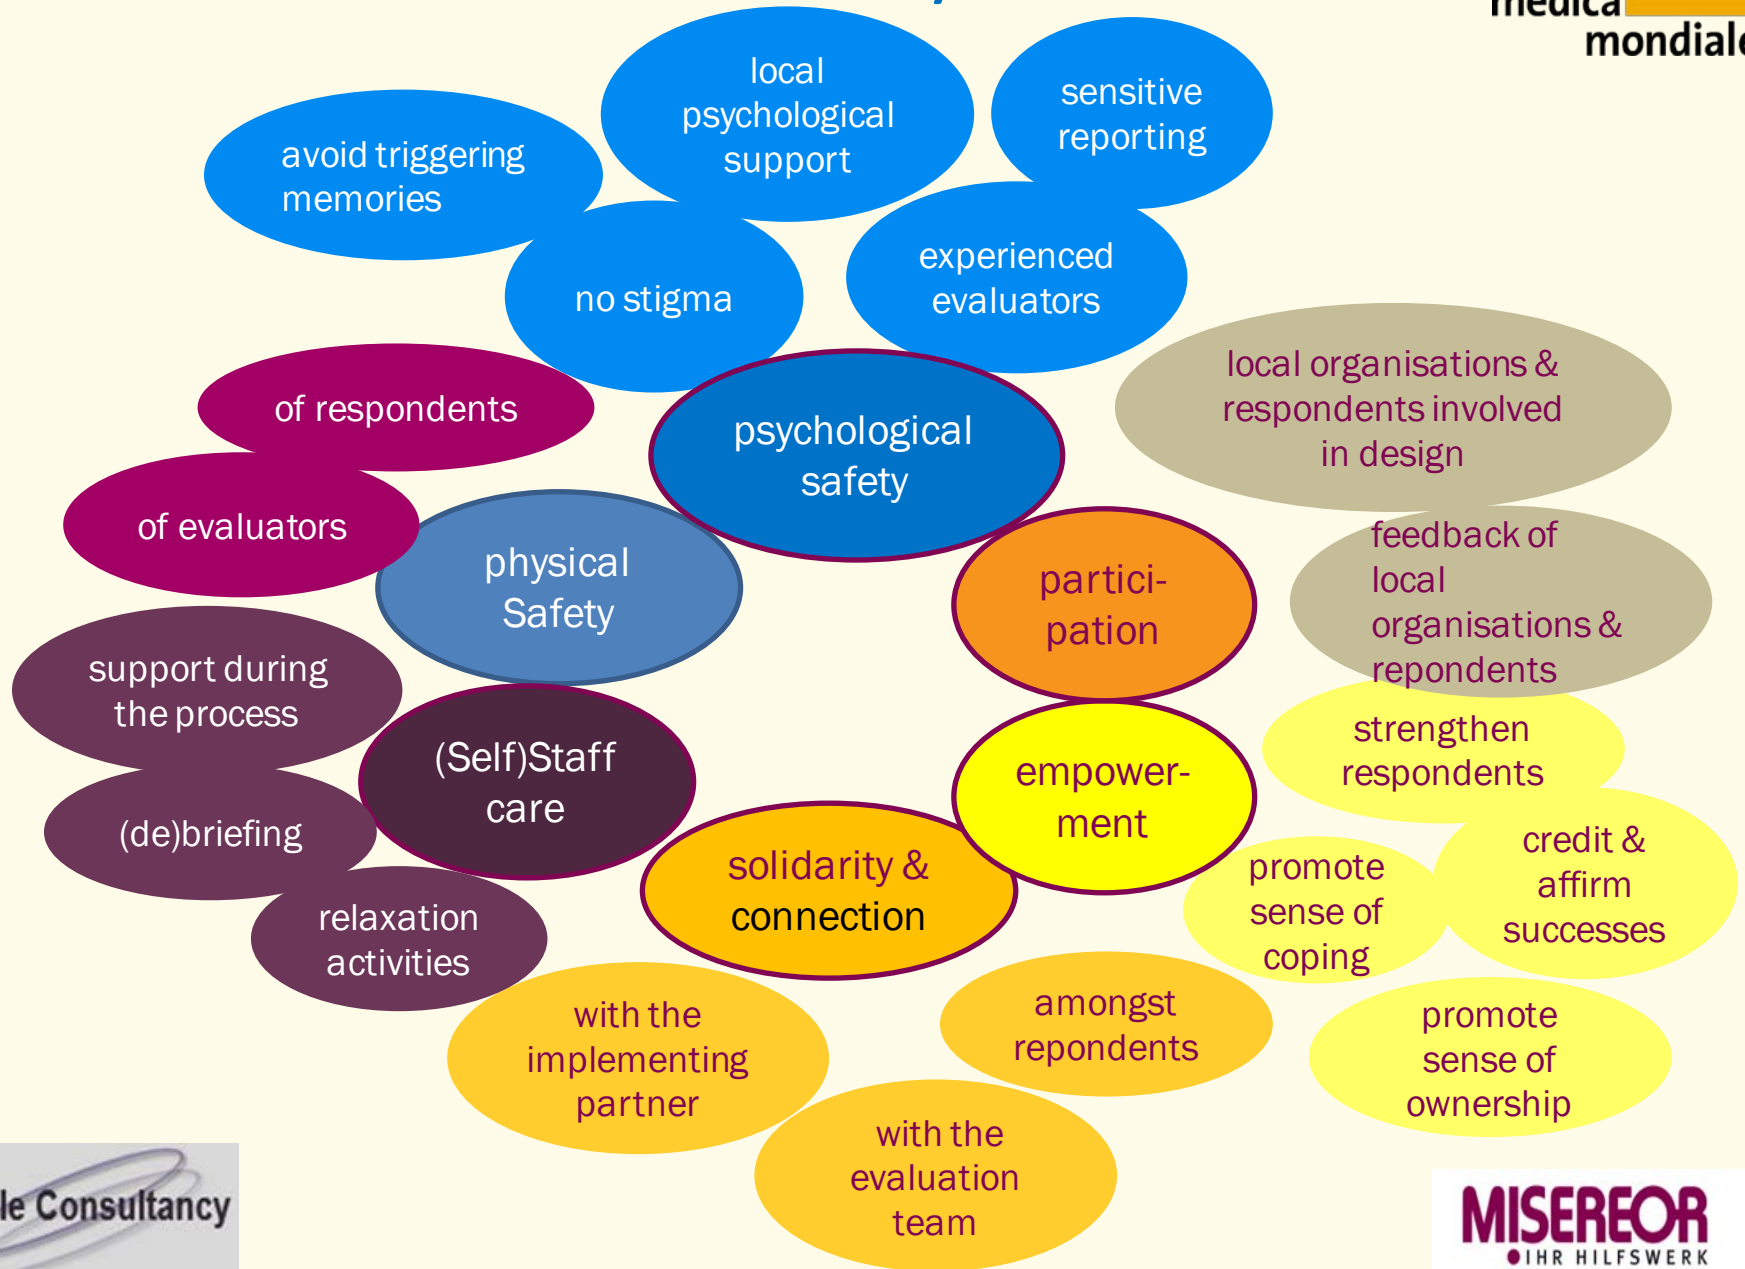 medica
mondiale
local
psychological
support
sensitive
reporting
avoid triggering
memories
no stigma
experienced
evaluators
of respondents
of evaluators
psychological
safety
local organisations &
respondents involved
in design
physical
Safety
partici-
pation
feedback of
local
organisations &
repondents
support during
the process
(Self)Staff
care
empower-
ment
strengthen
respondents
(de)briefing
solidarity &
connection
promote
sense of
coping
credit &
affirm
successes
relaxation
activities
with the
implementing
partner
amongst
repondents
promote
sense of
ownership
with the
evaluation
team
le Consultancy
MISEREOR
IHR HILFSWERK